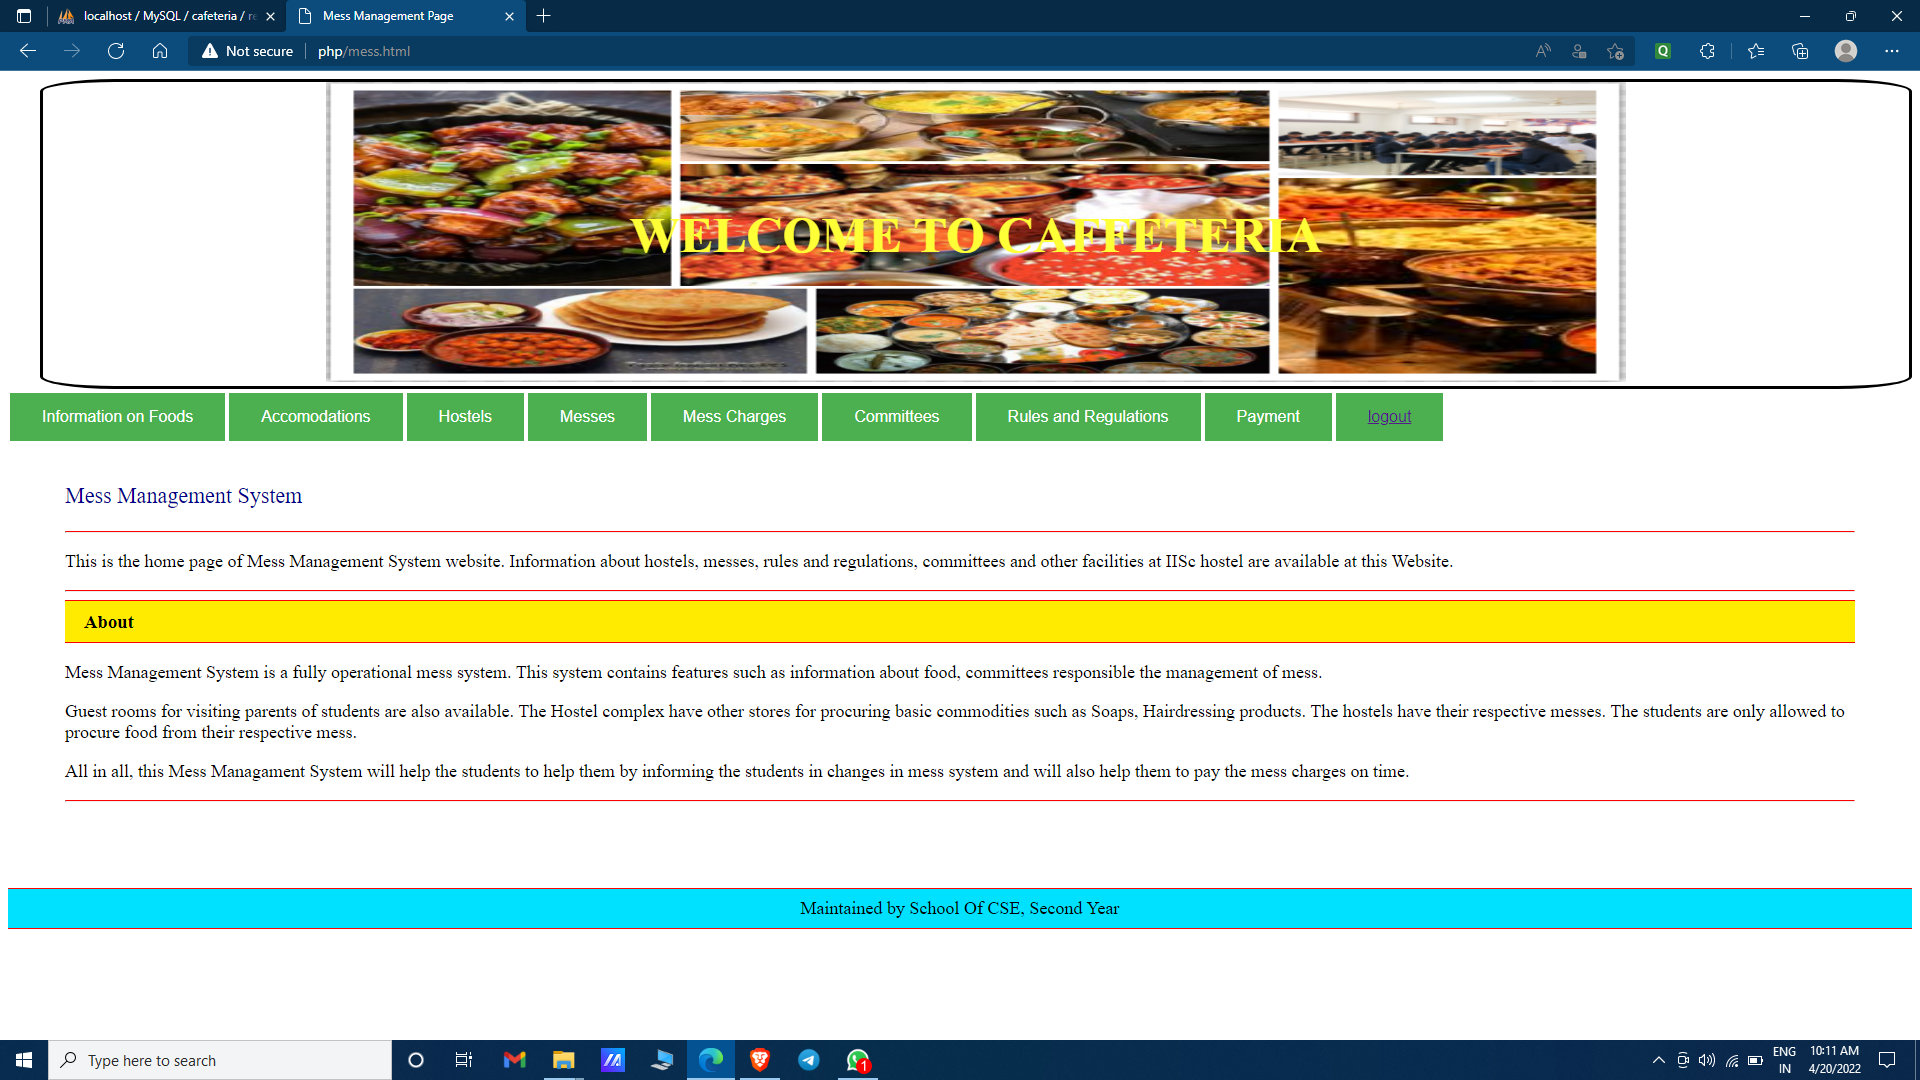 localhost / MySQL / cafeteria / re
Mess Management Page
Not secure
php/mess.html
WELCOME TO CAFFETERIA
Information on Foods
Accomodations
Hostels
Messes
Mess Charges
Committees
Rules and Regulations
Payment
logout
Mess Management System
This is the home page of Mess Management System website. Information about hostels, messes, rules and regulations, committees and other facilities at IISc hostel are available at this Website.
About
Mess Management System is a fully operational mess system. This system contains features such as information about food, committees responsible the management of mess.
Guest rooms for visiting parents of students are also available. The Hostel complex have other stores for procuring basic commodities such as Soaps, Hairdressing products. The hostels have their respective messes. The students are only allowed to
procure food from their respective mess.
All in all, this Mess Managament System will help the students to help them by informing the students in changes in mess system and will also help them to pay the mess charges on time.
Maintained by School Of CSE, Second Year
Type here to search
1
ENG
IN
10:11 AM
4/20/2022